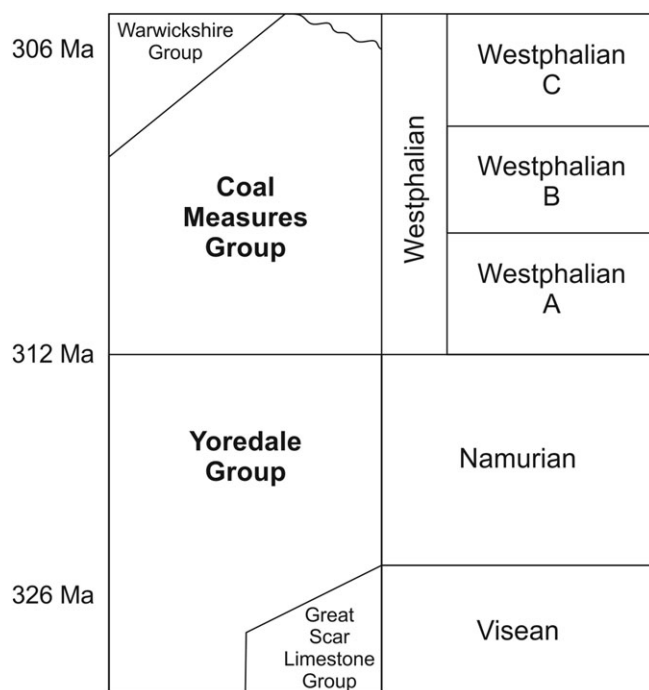 306 Ma
Warwickshire
Group
Westphalian
C
Coal
Measures
Group
Westphalian
Westphalian
B
Westphalian
A
312 Ma
Yoredale
Group
Namurian
326 Ma
Great
Scar
Limestone
Group
Visean